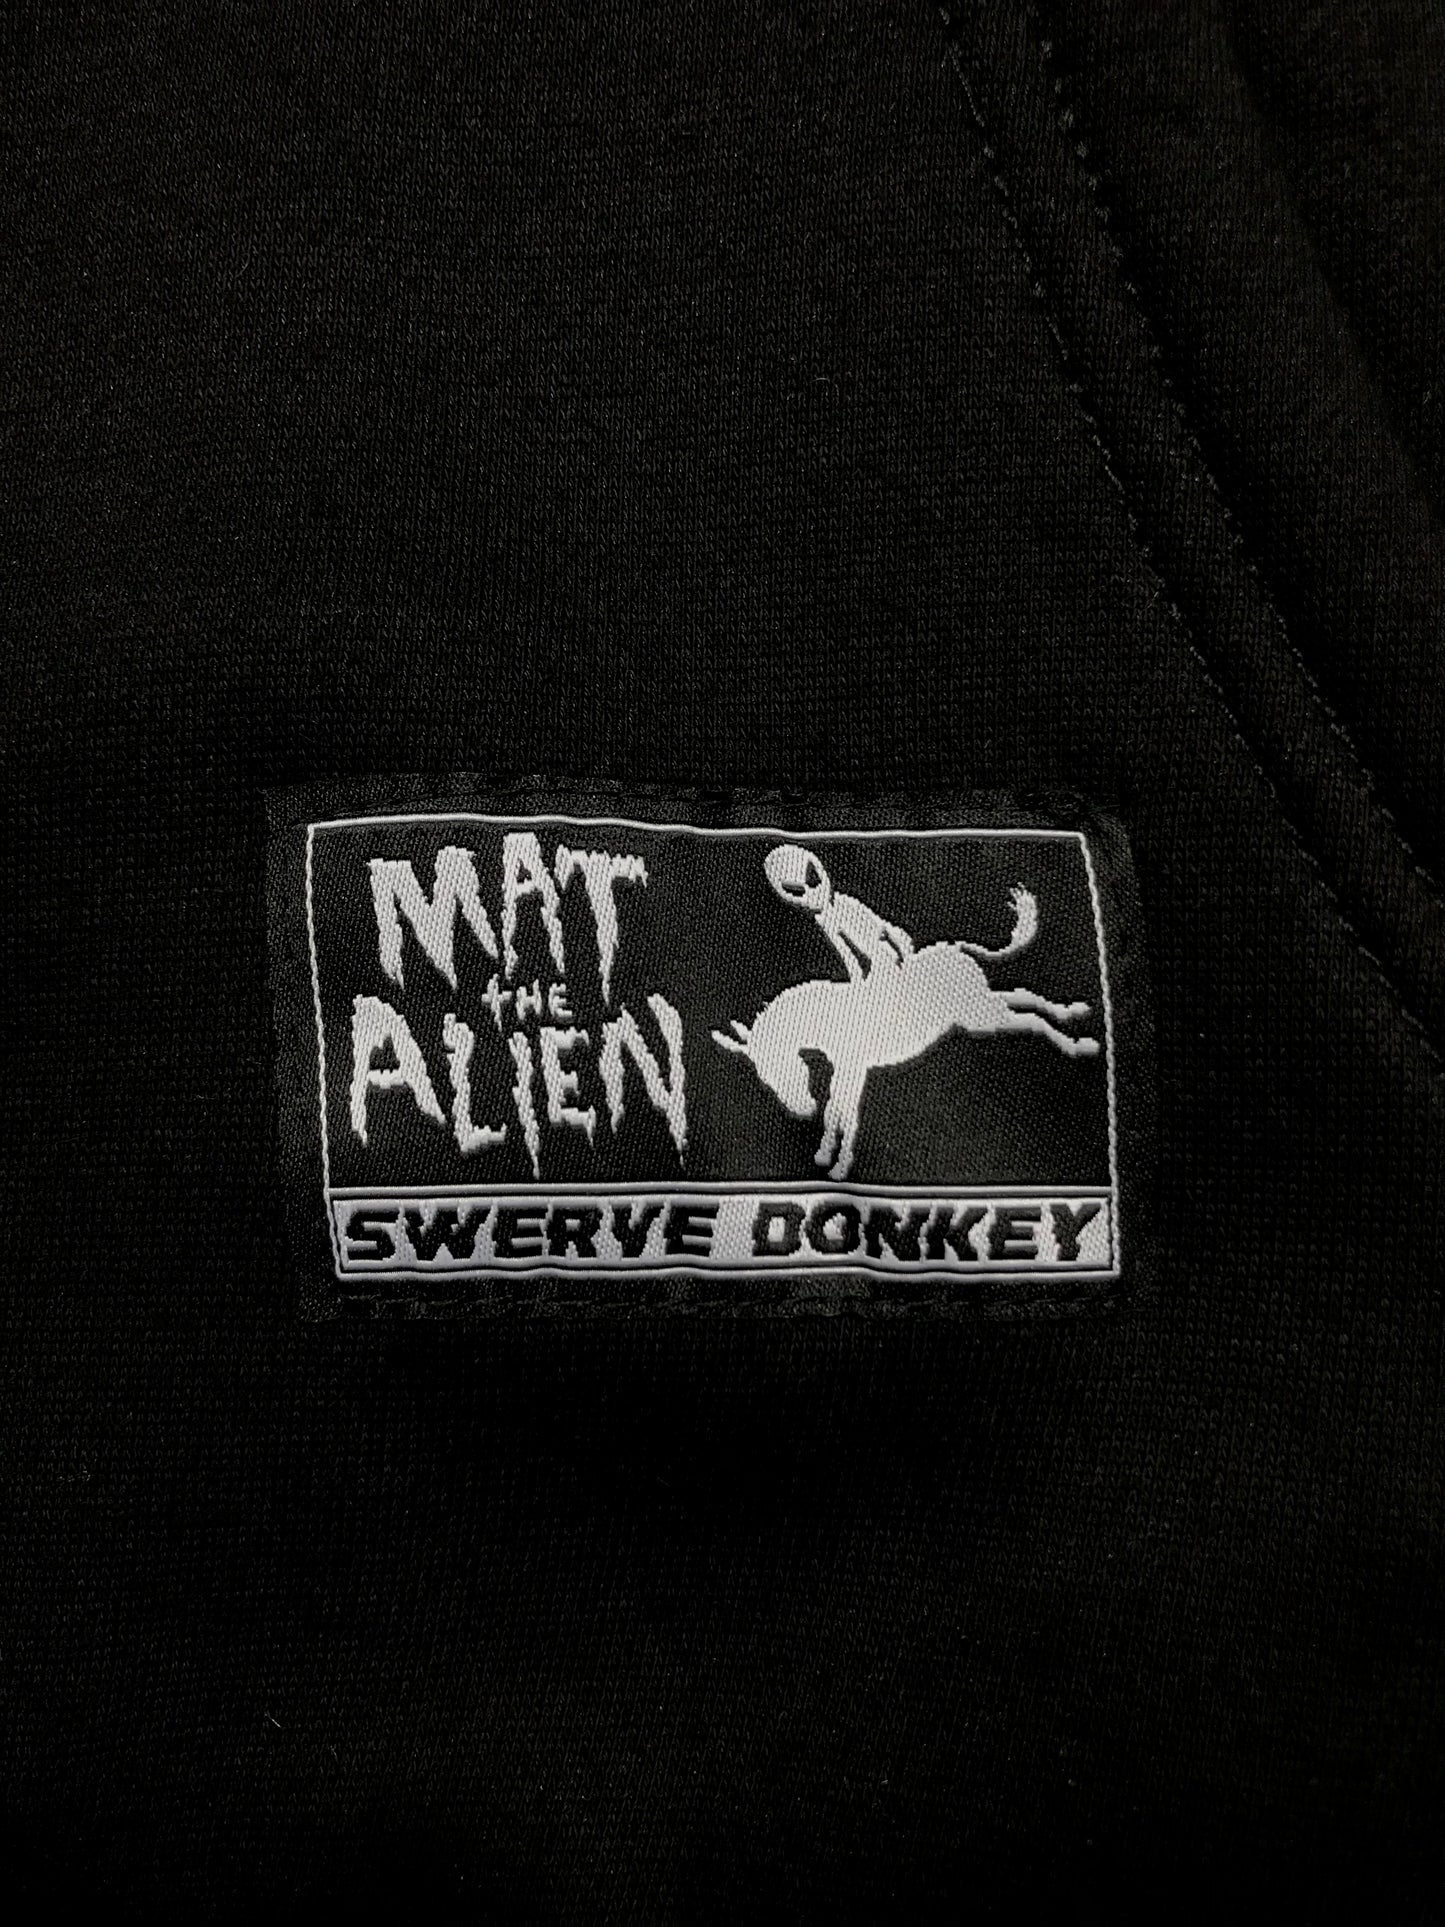 MAT
THE
ALIEN
SWERVE DONKEY